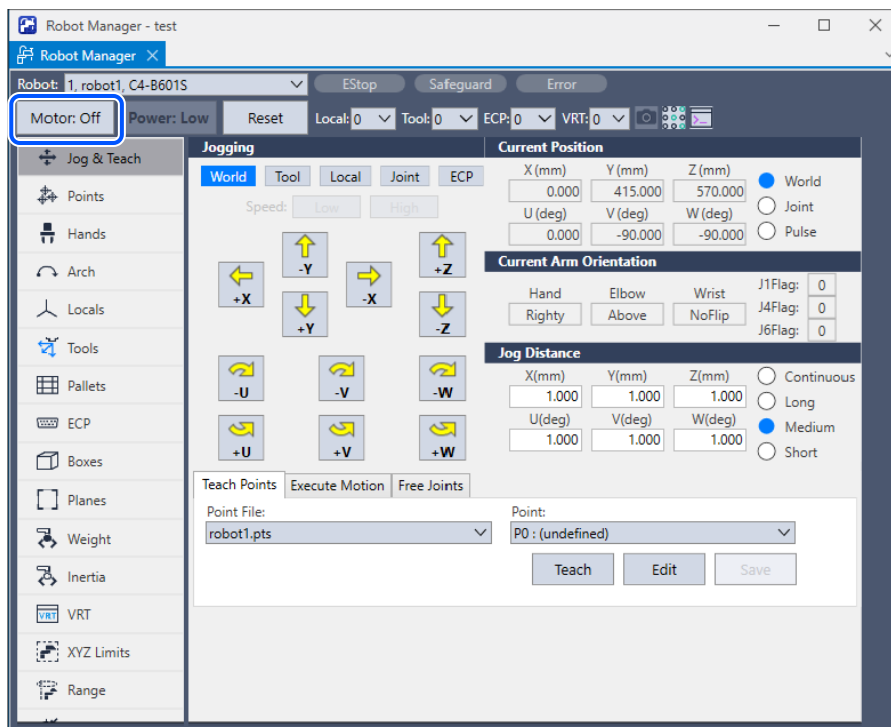 Robot Manager - test
Robot Manager
Robot: 1, robot1, C4-B601S EStop Safeguard Error
Motor: Off Power: Low Reset Local: 0 Tool: 0 ECP: 0 VRT: 0
Jog & Teach
Points
Hands
Arch
Locals
Tools
Pallets
ECP
Boxes
Planes
Weight
Inertia
VRT
VRT
XYZ Limits
Range
Jogging
World Tool Local Joint ECP
Speed: Low High
-Y +Z
+X -X
+Y -Z
-U -V -W
+U +V +W
Current Position
X (mm) Y (mm) Z (mm)
0.000 415.000 570.000
U (deg) V (deg) W (deg)
0.000 -90.000 -90.000
World
Joint
Pulse
Current Arm Orientation
Hand Elbow Wrist
Righty Above NoFlip
J1Flag: 0
J4Flag: 0
J6Flag: 0
Jog Distance
X(mm) Y(mm) Z(mm)
1.000 1.000 1.000
U(deg) V(deg) W(deg)
1.000 1.000 1.000
Continuous
Long
Medium
Short
Teach Points Execute Motion Free Joints
Point File: Point:
robot1.pts P0 : (undefined)
Teach Edit Save